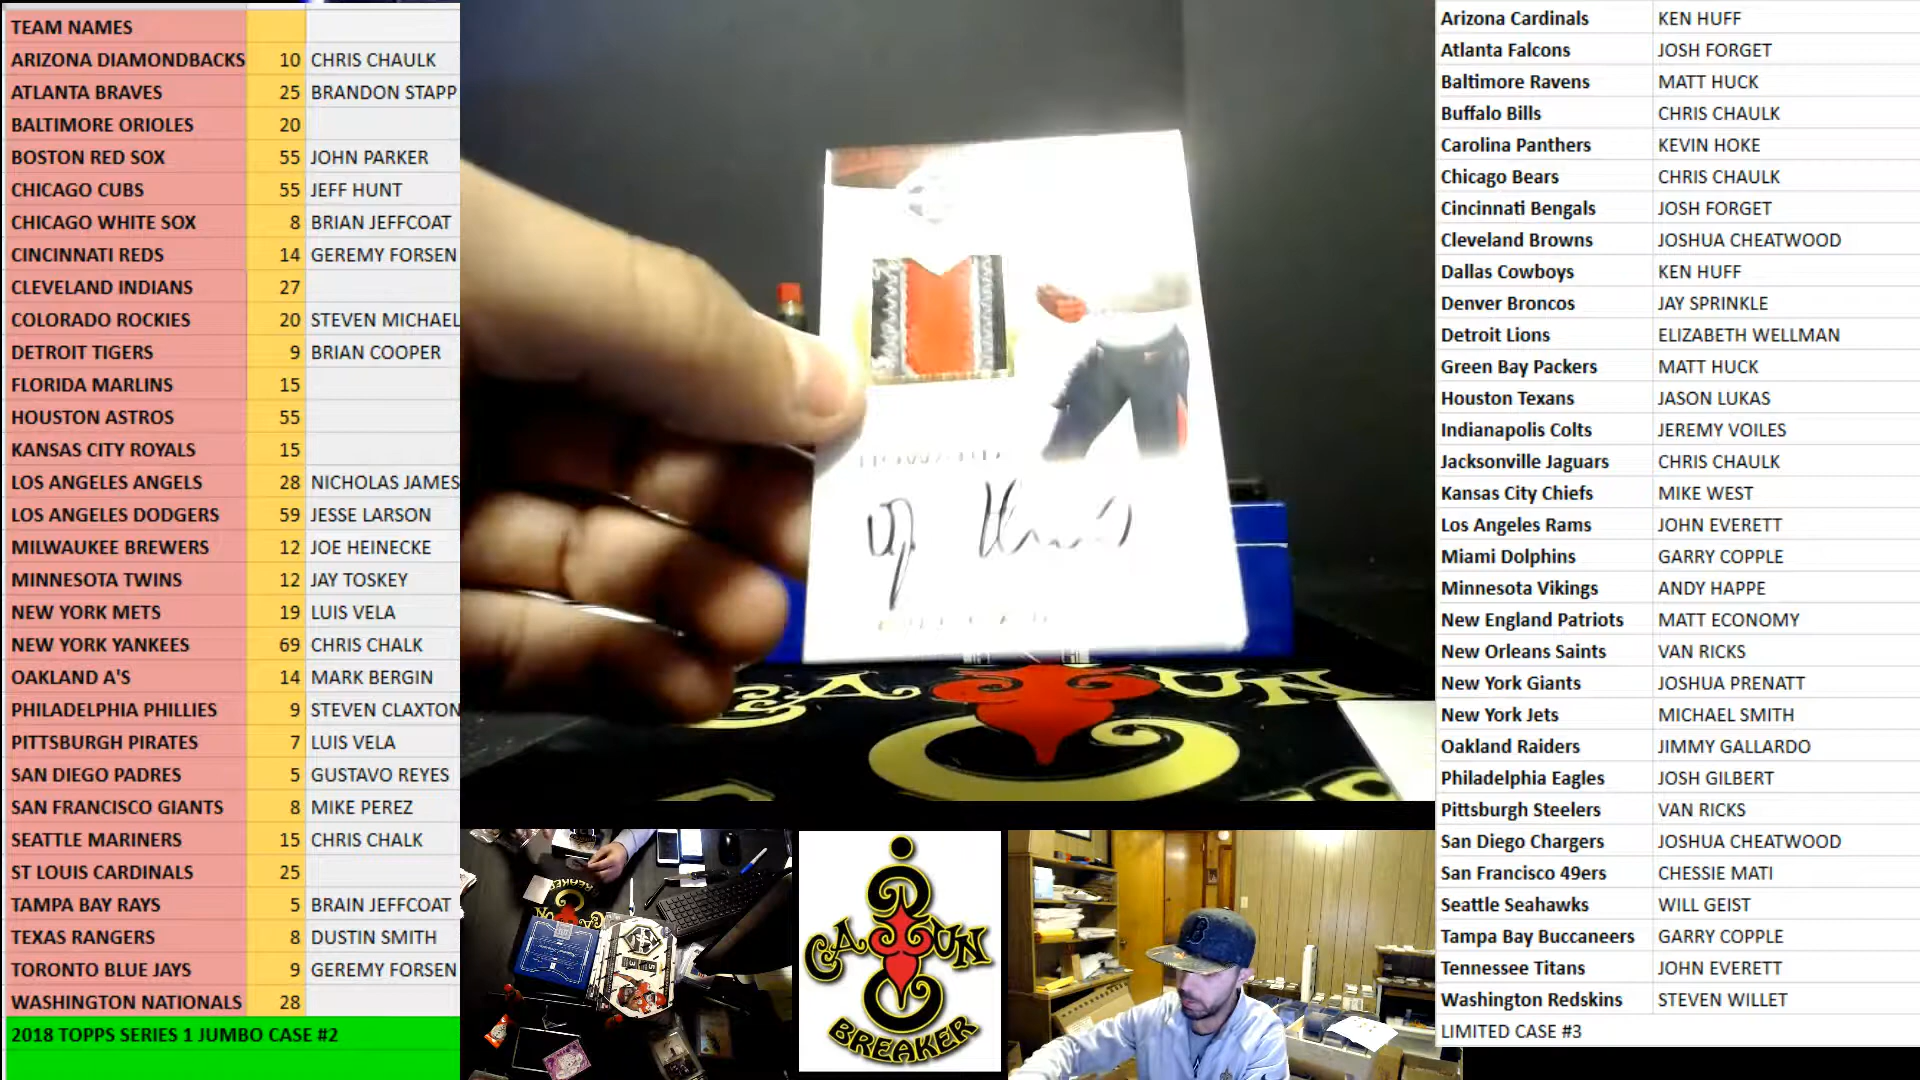 TEAM NAMES
ARIZONA DIAMONDBACKS 10 CHRIS CHAULK
ATLANTA BRAVES 25 BRANDON STAPP
BALTIMORE ORIOLES 20
BOSTON RED SOX 55 JOHN PARKER
CHICAGO CUBS 55 JEFF HUNT
CHICAGO WHITE SOX 8 BRIAN JEFFCOAT
CINCINNATI REDS 14 GEREMY FORSEN
CLEVELAND INDIANS 27
COLORADO ROCKIES 20 STEVEN MICHAEL
DETROIT TIGERS 9 BRIAN COOPER
FLORIDA MARLINS 15
HOUSTON ASTROS 55
KANSAS CITY ROYALS 15
LOS ANGELES ANGELS 28 NICHOLAS JAMES
LOS ANGELES DODGERS 59 JESSE LARSON
MILWAUKEE BREWERS 12 JOE HEINECKE
MINNESOTA TWINS 12 JAY TOSKEY
NEW YORK METS 19 LUIS VELA
NEW YORK YANKEES 69 CHRIS CHALK
OAKLAND A'S 14 MARK BERGIN
PHILADELPHIA PHILLIES 9 STEVEN CLAXTON
PITTSBURGH PIRATES 7 LUIS VELA
SAN DIEGO PADRES 5 GUSTAVO REYES
SAN FRANCISCO GIANTS 8 MIKE PEREZ
SEATTLE MARINERS 15 CHRIS CHALK
ST LOUIS CARDINALS 25
TAMPA BAY RAYS 5 BRAIN JEFFCOAT
TEXAS RANGERS 8 DUSTIN SMITH
TORONTO BLUE JAYS 9 GEREMY FORSEN
WASHINGTON NATIONALS 28
2018 TOPPS SERIES 1 JUMBO CASE #2
CAJUN
BREAKER
Arizona Cardinals KEN HUFF
Atlanta Falcons JOSH FORGET
Baltimore Ravens MATT HUCK
Buffalo Bills CHRIS CHAULK
Carolina Panthers KEVIN HOKE
Chicago Bears CHRIS CHAULK
Cincinnati Bengals JOSH FORGET
Cleveland Browns JOSHUA CHEATWOOD
Dallas Cowboys KEN HUFF
Denver Broncos JAY SPRINKLE
Detroit Lions ELIZABETH WELLMAN
Green Bay Packers MATT HUCK
Houston Texans JASON LUKAS
Indianapolis Colts JEREMY VOILES
Jacksonville Jaguars CHRIS CHAULK
Kansas City Chiefs MIKE WEST
Los Angeles Rams JOHN EVERETT
Miami Dolphins GARRY COPPLE
Minnesota Vikings ANDY HAPPE
New England Patriots MATT ECONOMY
New Orleans Saints VAN RICKS
New York Giants JOSHUA PRENATT
New York Jets MICHAEL SMITH
Oakland Raiders JIMMY GALLARDO
Philadelphia Eagles JOSH GILBERT
Pittsburgh Steelers VAN RICKS
San Diego Chargers JOSHUA CHEATWOOD
San Francisco 49ers CHESSIE MATI
Seattle Seahawks WILL GEIST
Tampa Bay Buccaneers GARRY COPPLE
Tennessee Titans JOHN EVERETT
Washington Redskins STEVEN WILLET
LIMITED CASE #3